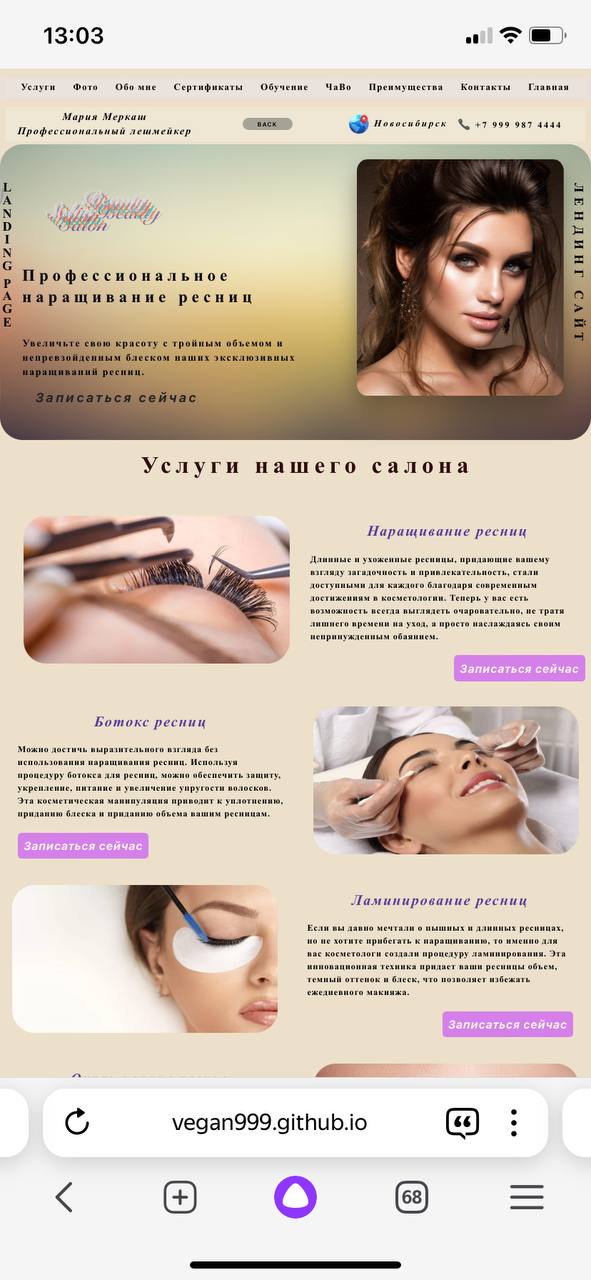 13:03
Услуги Фото Обо мне Сертификаты Обучение ЧаВо Преимущества Контакты Главная
Мария Меркаш
Профессиональный лешмейкер
BACK
Новосибирск
+7 999 987 4444
LANDING PAGE
ЛЕНДИНГ САЙТ
Beauty
Salon
Профессиональное
наращивание ресниц
Увеличьте свою красоту с тройным объемом и
непревзойденным блеском наших эксклюзивных
наращиваний ресниц.
Записаться сейчас
Услуги нашего салона
Наращивание ресниц
Длинные и ухоженные ресницы, придающие вашему
взгляду загадочность и привлекательность, стали
доступными для каждого благодаря современным
достижениям в косметологии. Теперь у вас есть
возможность всегда выглядеть очаровательно, не тратя
лишнего времени на уход, а просто наслаждаясь своим
непринужденным обаянием.
Записаться сейчас
Ботокс ресниц
Можно достичь выразительного взгляда без
использования наращивания ресниц. Используя
процедуру ботокса для ресниц, можно обеспечить защиту,
укрепление, питание и увеличение упругости волосков.
Эта косметическая манипуляция приводит к уплотнению,
приданию блеска и приданию объема вашим ресницам.
Записаться сейчас
Ламинирование ресниц
Если вы давно мечтали о пышных и длинных ресницах,
но не хотите прибегать к наращиванию, то именно для
вас косметологи создали процедуру ламинирования. Эта
инновационная техника придает ваши ресницы объем,
темный оттенок и блеск, что позволяет избежать
ежедневного макияжа.
Записаться сейчас
vegan999.github.io
68